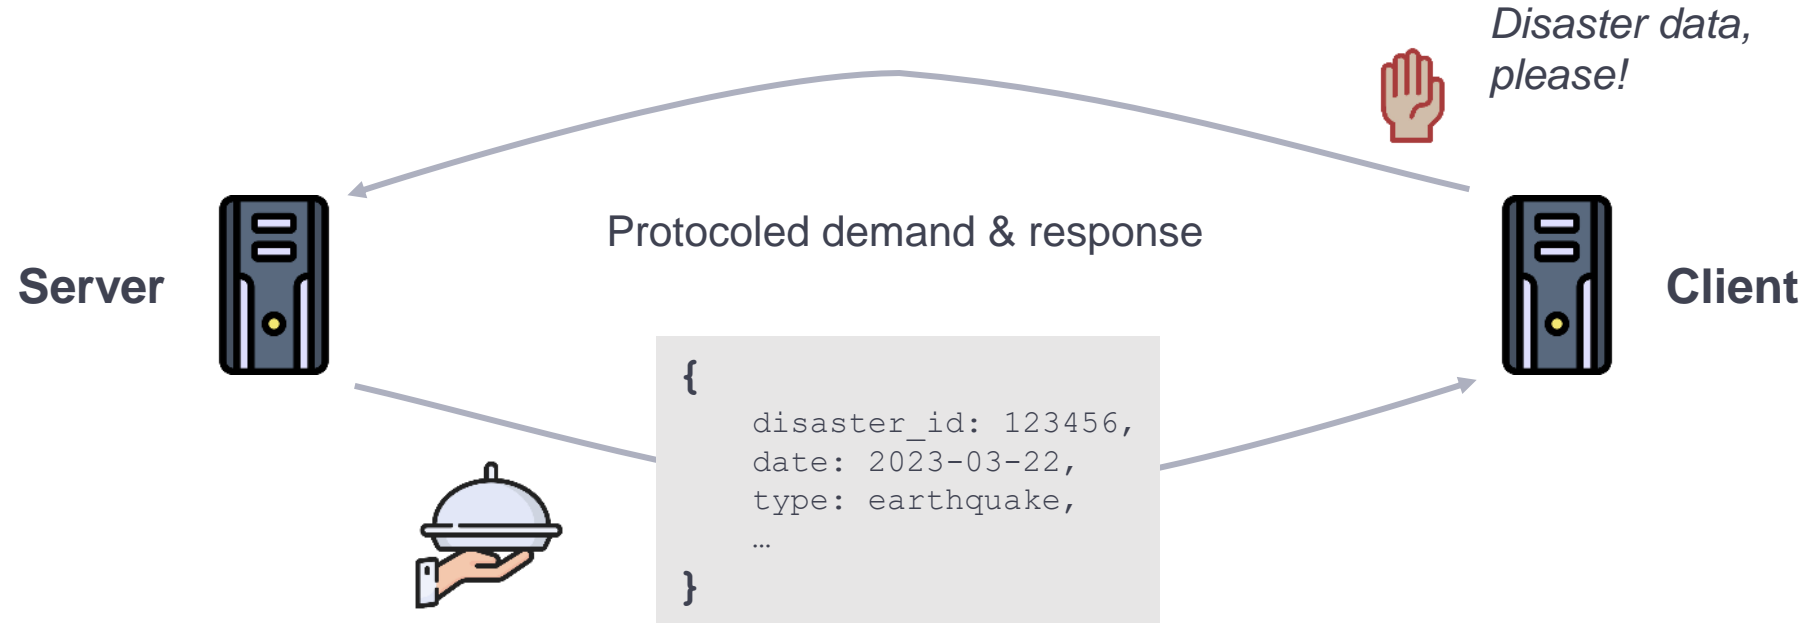 Disaster data,
please!
Protocoled demand & response
Server
Client
{
disaster_id: 123456,
date: 2023-03-22,
type: earthquake,
…
}